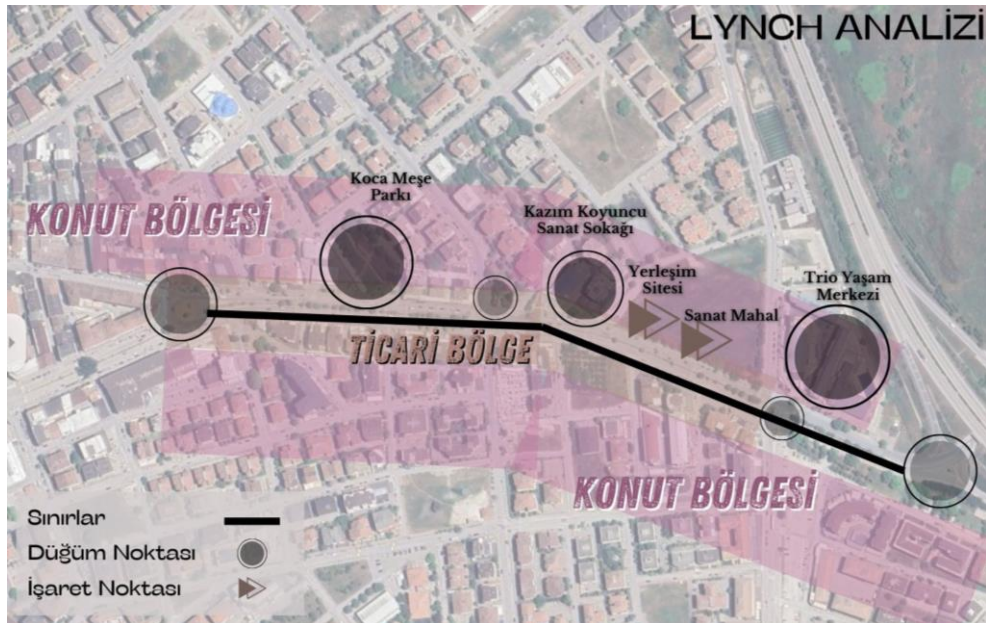 LYNCH ANALİZİ
Koca Meşe
Parkı
KONUT BÖLGESİ
Kazım Koyuncu
Sanat Sokağı
Yerleşim
Sitesi
Trio Yaşam
Merkezi
Sanat Mahal
TİCARİ BÖLGE
KONUT BÖLGESİ
Sınırlar
Düğüm Noktası
İşaret Noktası